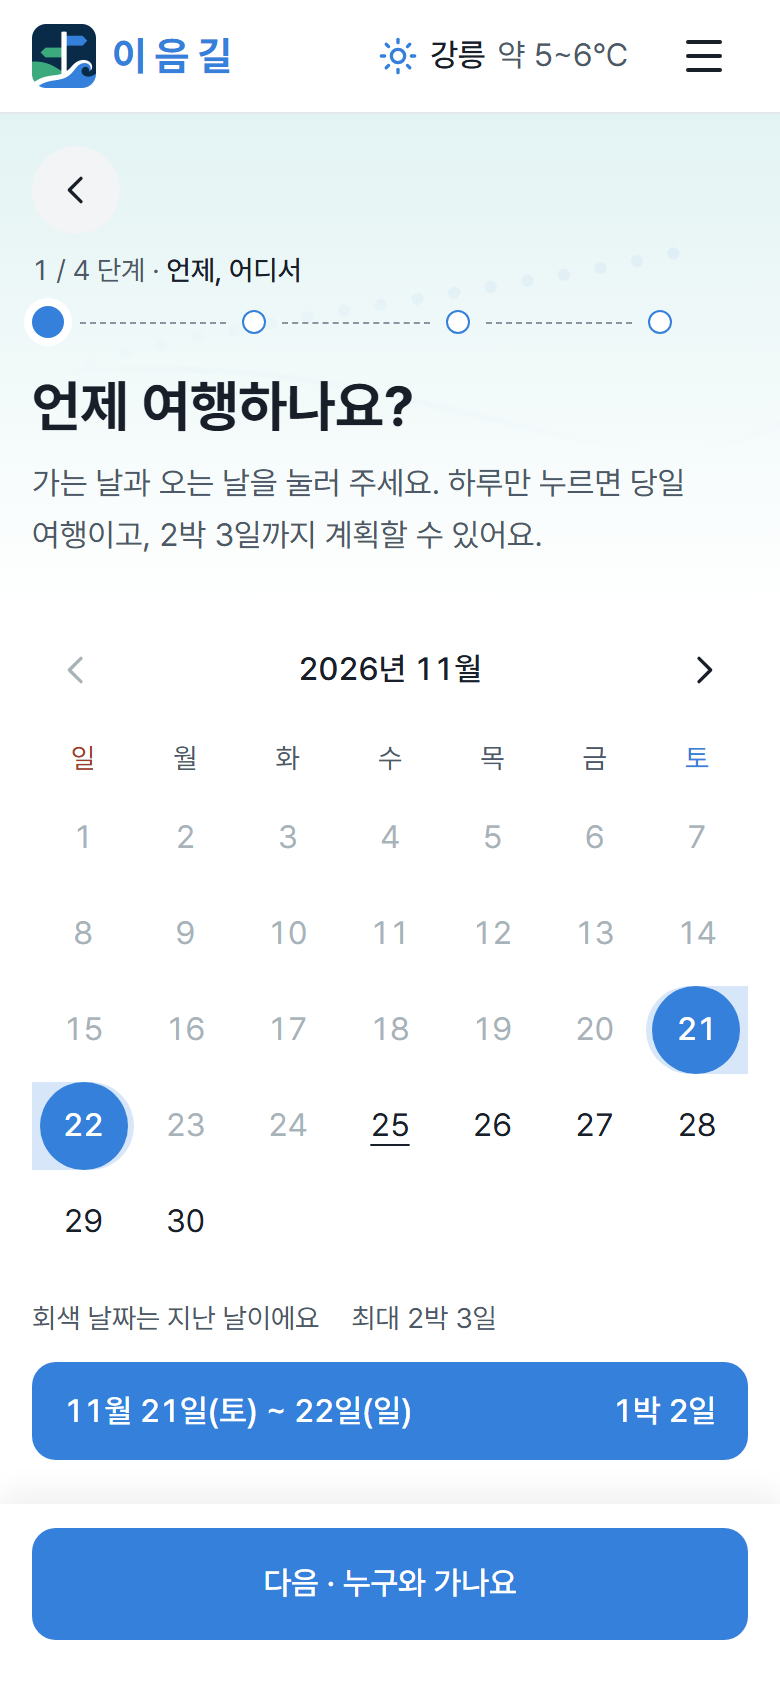 이음길
강릉 약 5~6°C
1 / 4 단계 · 언제, 어디서
언제 여행하나요?
가는 날과 오는 날을 눌러 주세요. 하루만 누르면 당일
여행이고, 2박 3일까지 계획할 수 있어요.
2026년 11월
일 월 화 수 목 금 토
1 2 3 4 5 6 7
8 9 10 11 12 13 14
15 16 17 18 19 20 21
22 23 24 25 26 27 28
29 30
회색 날짜는 지난 날이에요 최대 2박 3일
11월 21일(토) ~ 22일(일) 1박 2일
다음 · 누구와 가나요